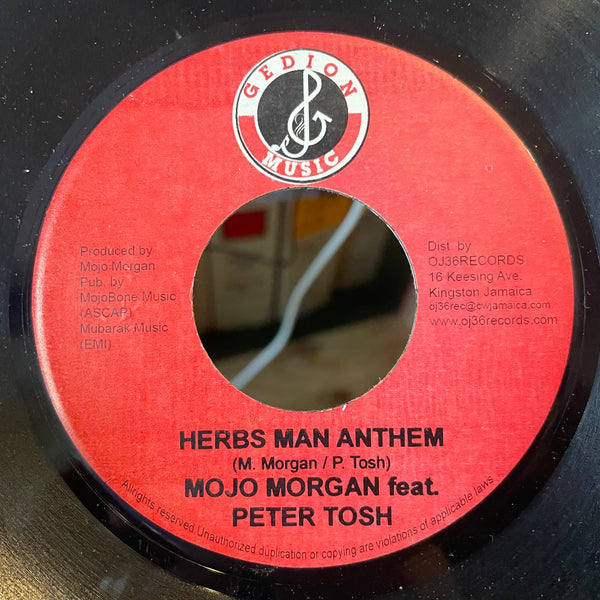 GEDION
MUSIC
Produced by
Mojo Morgan
Pub. by
MojoBone Music
(ASCAP)
Mubarak Music
(EMI)
Dist. by
OJ36RECORDS
16 Keesing Ave.
Kingston Jamaica
oj36rec@cwjamaica.com
www.oj36records.com
HERBS MAN ANTHEM
(M. Morgan / P. Tosh)
MOJO MORGAN feat.
PETER TOSH
Allrights reserved Unauthorized duplication or copying are violations of applicable laws